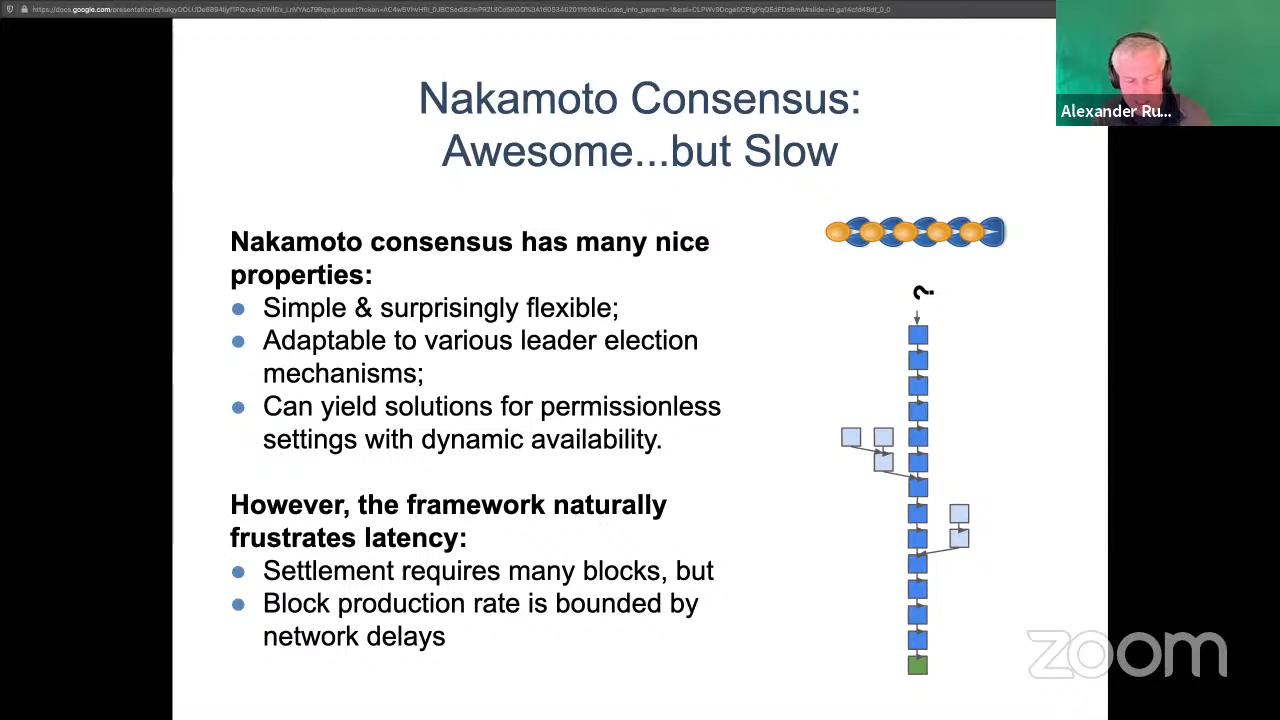 Alexander Ru...
Nakamoto Consensus:
Awesome...but Slow
Nakamoto consensus has many nice
properties:
Simple & surprisingly flexible;
Adaptable to various leader election
mechanisms;
Can yield solutions for permissionless
settings with dynamic availability.
However, the framework naturally
frustrates latency:
Settlement requires many blocks, but
Block production rate is bounded by
network delays
?
zoom